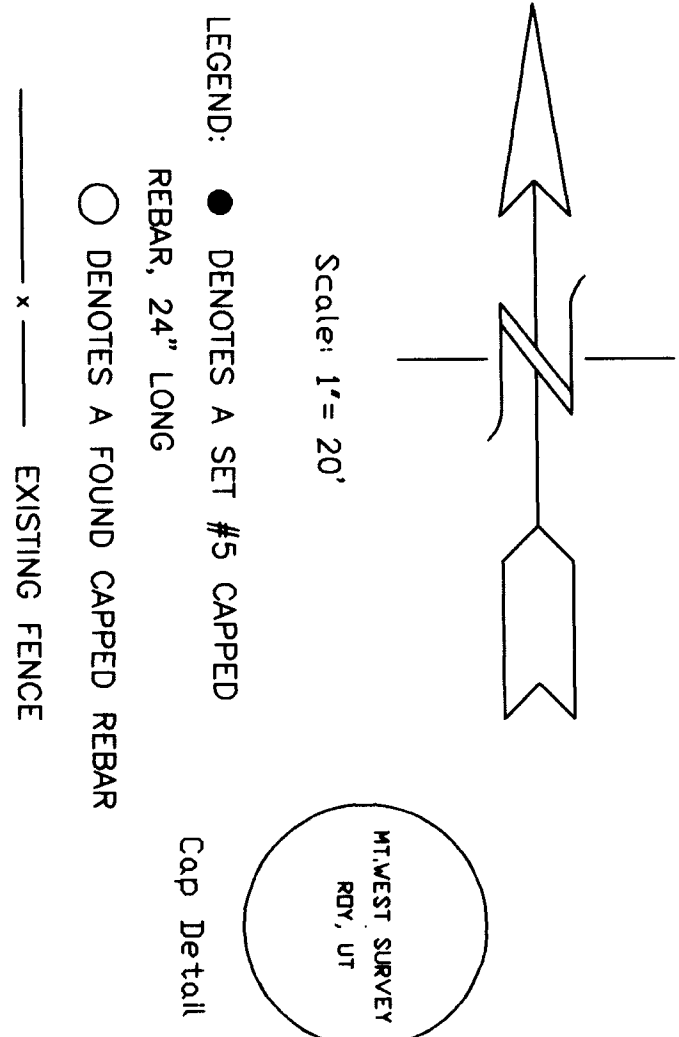 N
Scale: 1"= 20'
LEGEND: ● DENOTES A SET #5 CAPPED
REBAR, 24" LONG
○ DENOTES A FOUND CAPPED REBAR
x EXISTING FENCE
MT.WEST SURVEY
ROY, UT
Cap Detail